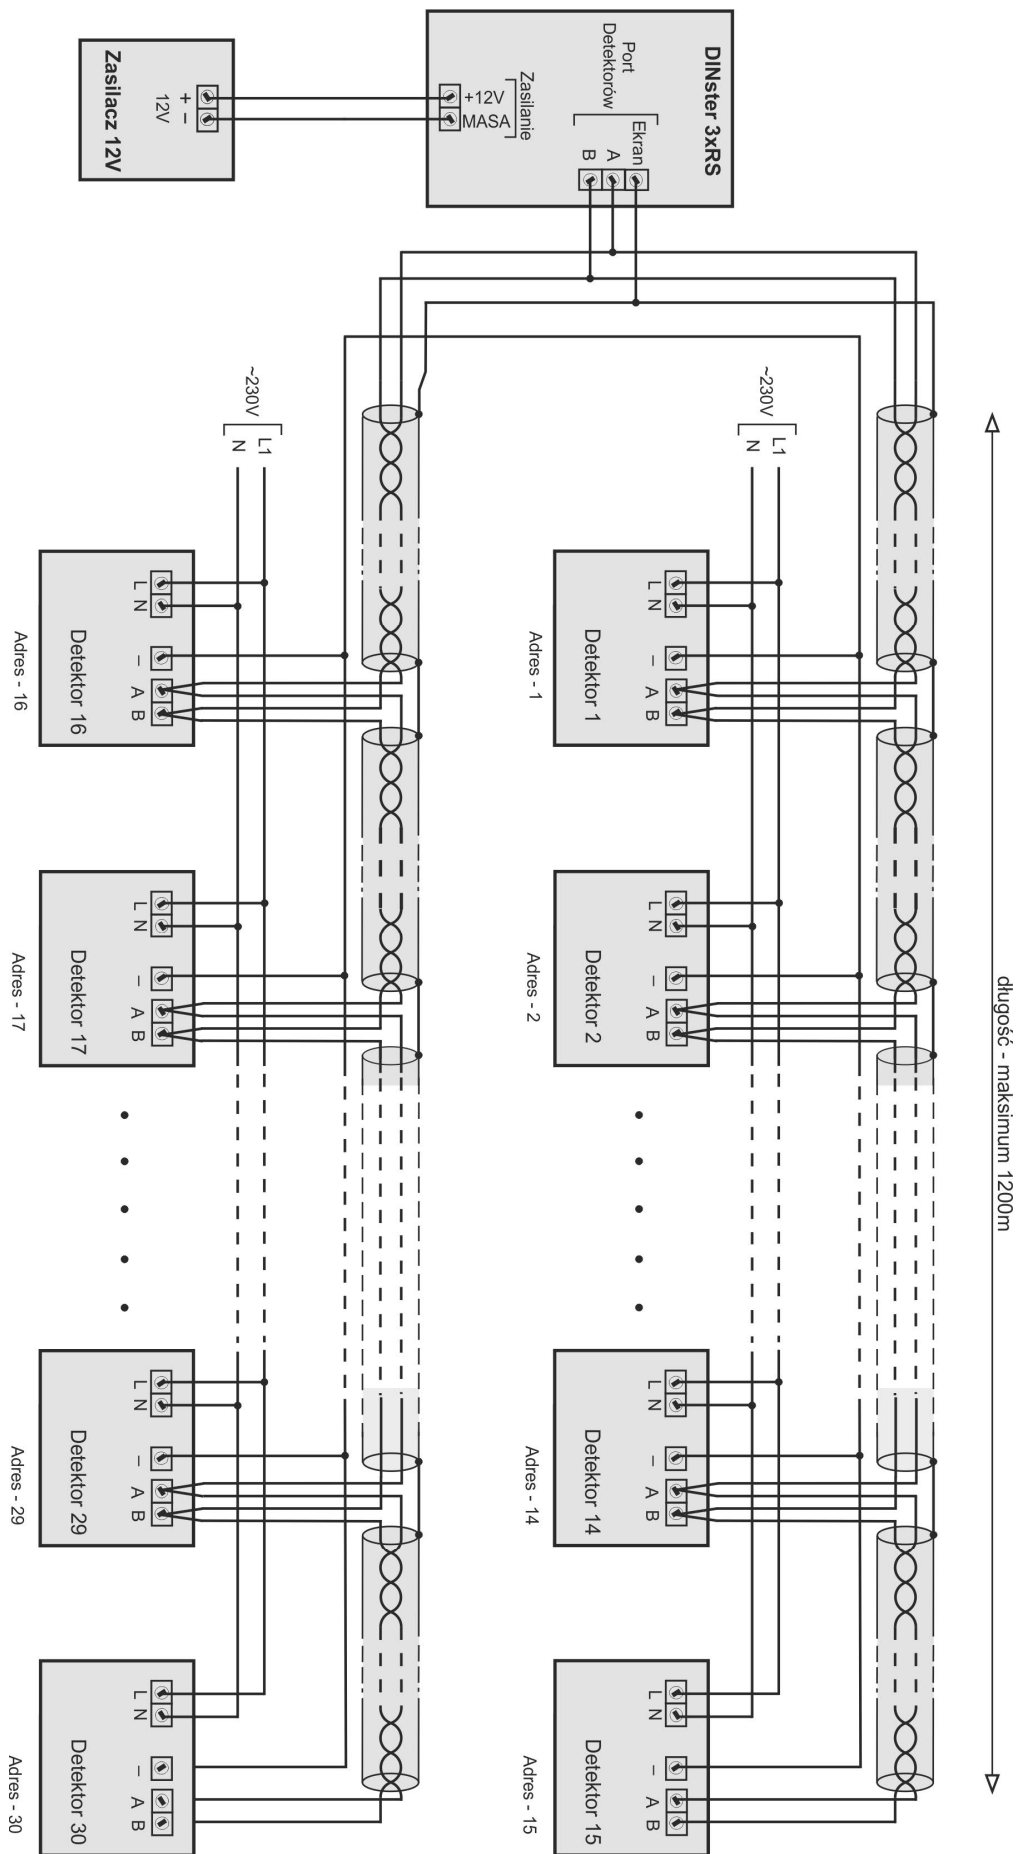 DINster 3xRS
Port
Detektorów
Ekran
A
B
Zasilanie
+12V
MASA
Zasilacz 12V
12V
+
–
długość - maksimum 1200m
~230V
L1
N
L
N
–
A
B
Detektor 1
Adres - 1
L
N
–
A
B
Detektor 2
Adres - 2
L
N
–
A
B
Detektor 14
Adres - 14
L
N
–
A
B
Detektor 15
Adres - 15
~230V
L1
N
L
N
–
A
B
Detektor 16
Adres - 16
L
N
–
A
B
Detektor 17
Adres - 17
L
N
–
A
B
Detektor 29
Adres - 29
L
N
–
A
B
Detektor 30
Adres - 30